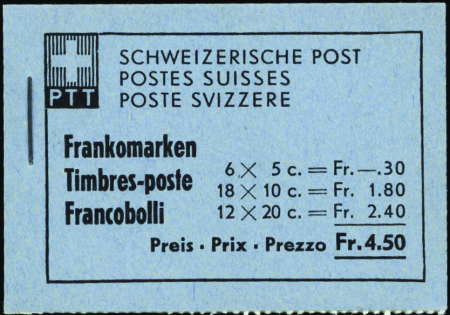 SCHWEIZERISCHE POST
POSTES SUISSES
PTT POSTE SVIZZERE
Frankomarken
6 × 5 c. = Fr. —.30
Timbres-poste
18 × 10 c. = Fr. 1.80
Francobolli
12 × 20 c. = Fr. 2.40
Preis · Prix · Prezzo Fr. 4.50